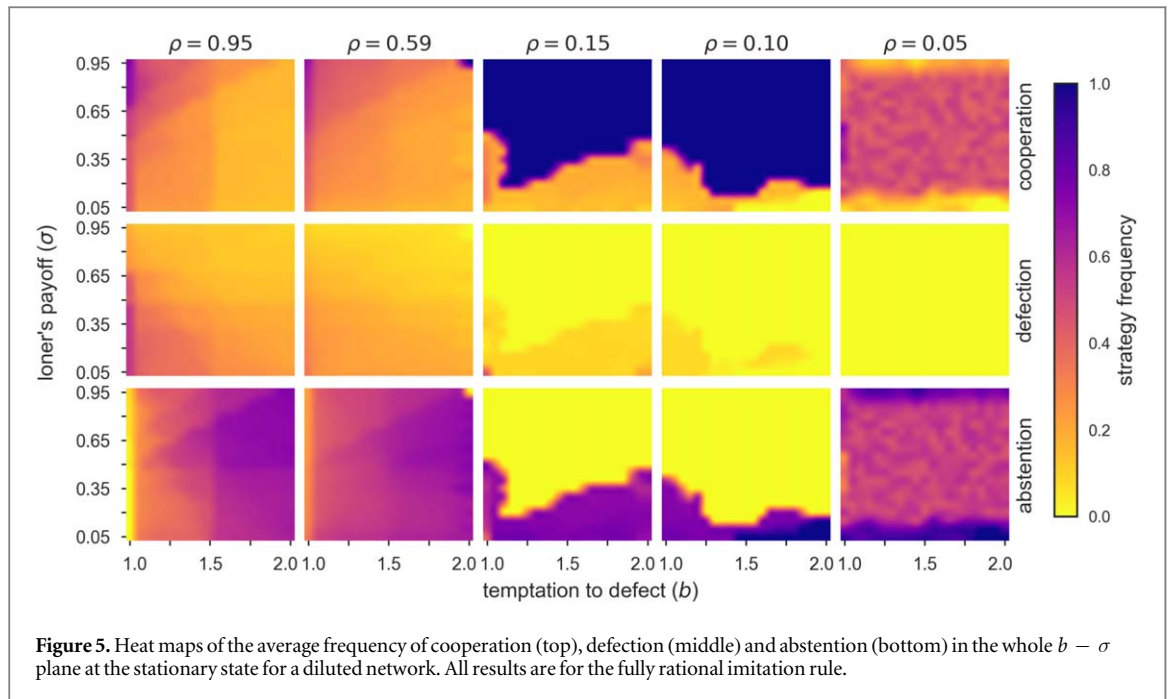 ρ = 0.95 ρ = 0.59 ρ = 0.15 ρ = 0.10 ρ = 0.05
0.95
0.65
0.35
0.05
cooperation
0.95
0.65
0.35
0.05
defection
0.95
0.65
0.35
0.05
abstention
loner's payoff (σ)
1.0 1.5 2.0 1.0 1.5 2.0 1.0 1.5 2.0 1.0 1.5 2.0 1.0 1.5 2.0
temptation to defect (b)
1.0
0.8
0.6
0.4
0.2
0.0
strategy frequency
Figure 5. Heat maps of the average frequency of cooperation (top), defection (middle) and abstention (bottom) in the whole b − σ
plane at the stationary state for a diluted network. All results are for the fully rational imitation rule.